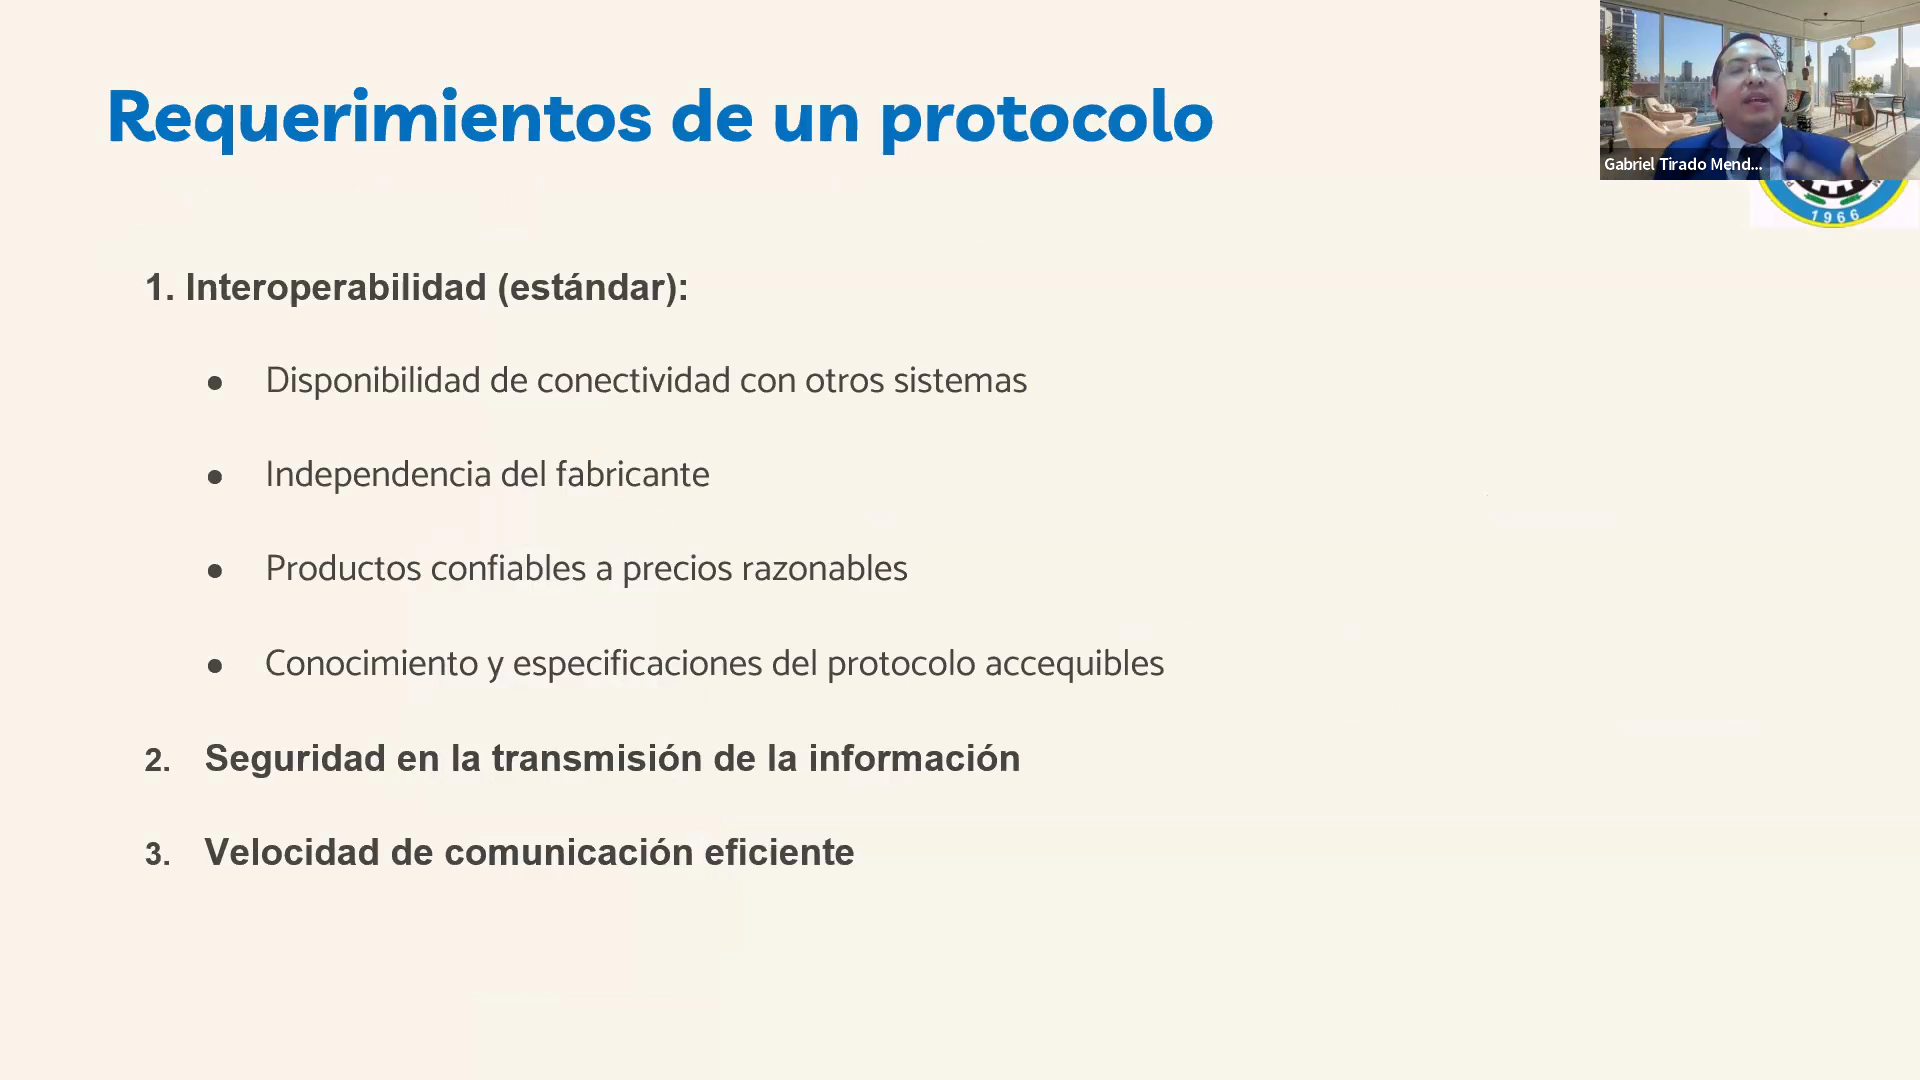 Requerimientos de un protocolo
Gabriel Tirado Mend...
1966
1. Interoperabilidad (estándar):
● Disponibilidad de conectividad con otros sistemas
● Independencia del fabricante
● Productos confiables a precios razonables
● Conocimiento y especificaciones del protocolo accequibles
2. Seguridad en la transmisión de la información
3. Velocidad de comunicación eficiente